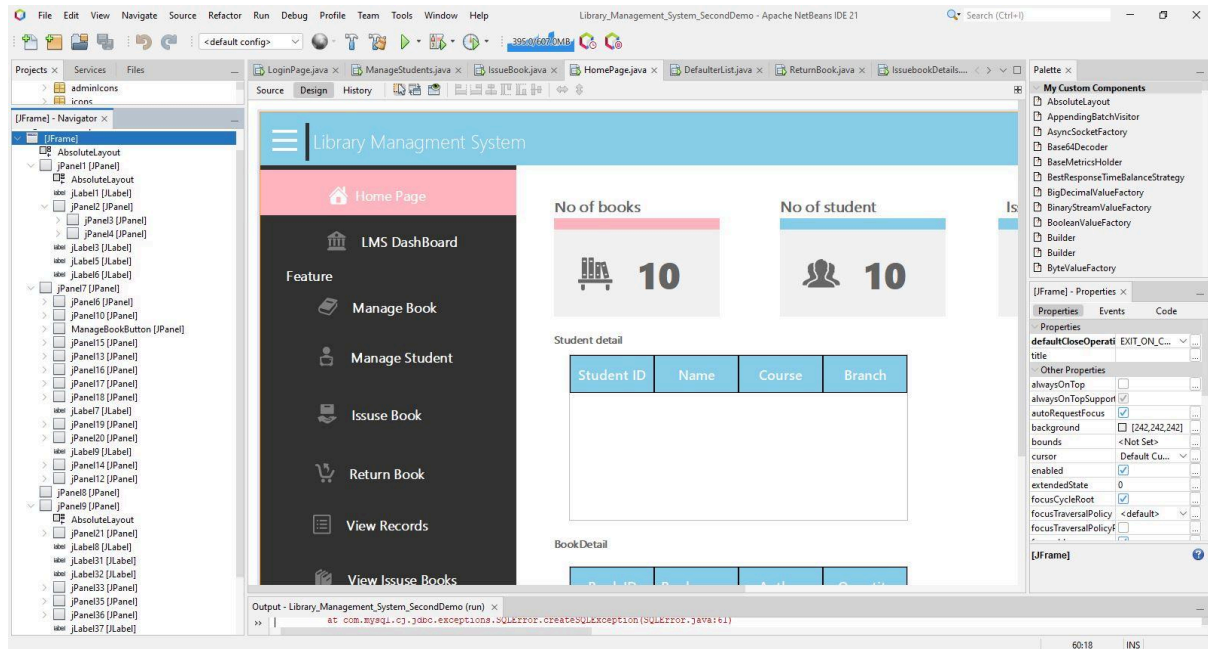 File Edit View Navigate Source Refactor Run Debug Profile Team Tools Window Help
Library_Management_System_SecondDemo - Apache NetBeans IDE 21
Search (Ctrl+I)
<default config>
395.0/607.0MB
Projects
Services
Files
adminIcons
icons
[JFrame] - Navigator
[JFrame]
AbsoluteLayout
jPanel1 [JPanel]
AbsoluteLayout
jLabel1 [JLabel]
jPanel2 [JPanel]
jPanel3 [JPanel]
jPanel4 [JPanel]
jLabel3 [JLabel]
jLabel5 [JLabel]
jLabel6 [JLabel]
jPanel7 [JPanel]
jPanel6 [JPanel]
jPanel10 [JPanel]
ManageBookButton [JPanel]
jPanel15 [JPanel]
jPanel13 [JPanel]
jPanel16 [JPanel]
jPanel17 [JPanel]
jPanel18 [JPanel]
jLabel7 [JLabel]
jPanel19 [JPanel]
jPanel20 [JPanel]
jLabel9 [JLabel]
jPanel14 [JPanel]
jPanel12 [JPanel]
jPanel8 [JPanel]
jPanel9 [JPanel]
AbsoluteLayout
jPanel21 [JPanel]
jLabel8 [JLabel]
jLabel31 [JLabel]
jLabel32 [JLabel]
jPanel33 [JPanel]
jPanel35 [JPanel]
jPanel36 [JPanel]
jLabel37 [JLabel]
LoginPage.java ManageStudents.java IssueBook.java HomePage.java DefaulterList.java ReturnBook.java IssuebookDetails....
Source Design History
Library Managment System
Home Page
LMS DashBoard
Feature
Manage Book
Manage Student
Issuse Book
Return Book
View Records
View Issuse Books
No of books
No of student
Is
10
10
Student detail
Student ID Name Course Branch
BookDetail
Output - Library_Management_System_SecondDemo (run)
at com.mysql.cj.jdbc.exceptions.SQLError.createSQLException(SQLError.java:61)
Palette
My Custom Components
AbsoluteLayout
AppendingBatchVisitor
AsyncSocketFactory
Base64Decoder
BaseMetricsHolder
BestResponseTimeBalanceStrategy
BigDecimalValueFactory
BinaryStreamValueFactory
BooleanValueFactory
Builder
Builder
ByteValueFactory
[JFrame] - Properties
Properties Events Code
Properties
defaultCloseOperati EXIT_ON_C...
title
Other Properties
alwaysOnTop
alwaysOnTopSupport
autoRequestFocus
background [242,242,242]
bounds <Not Set>
cursor Default Cu...
enabled
extendedState 0
focusCycleRoot
focusTraversalPolicy <default>
focusTraversalPolicyF
[JFrame]
60:18 INS